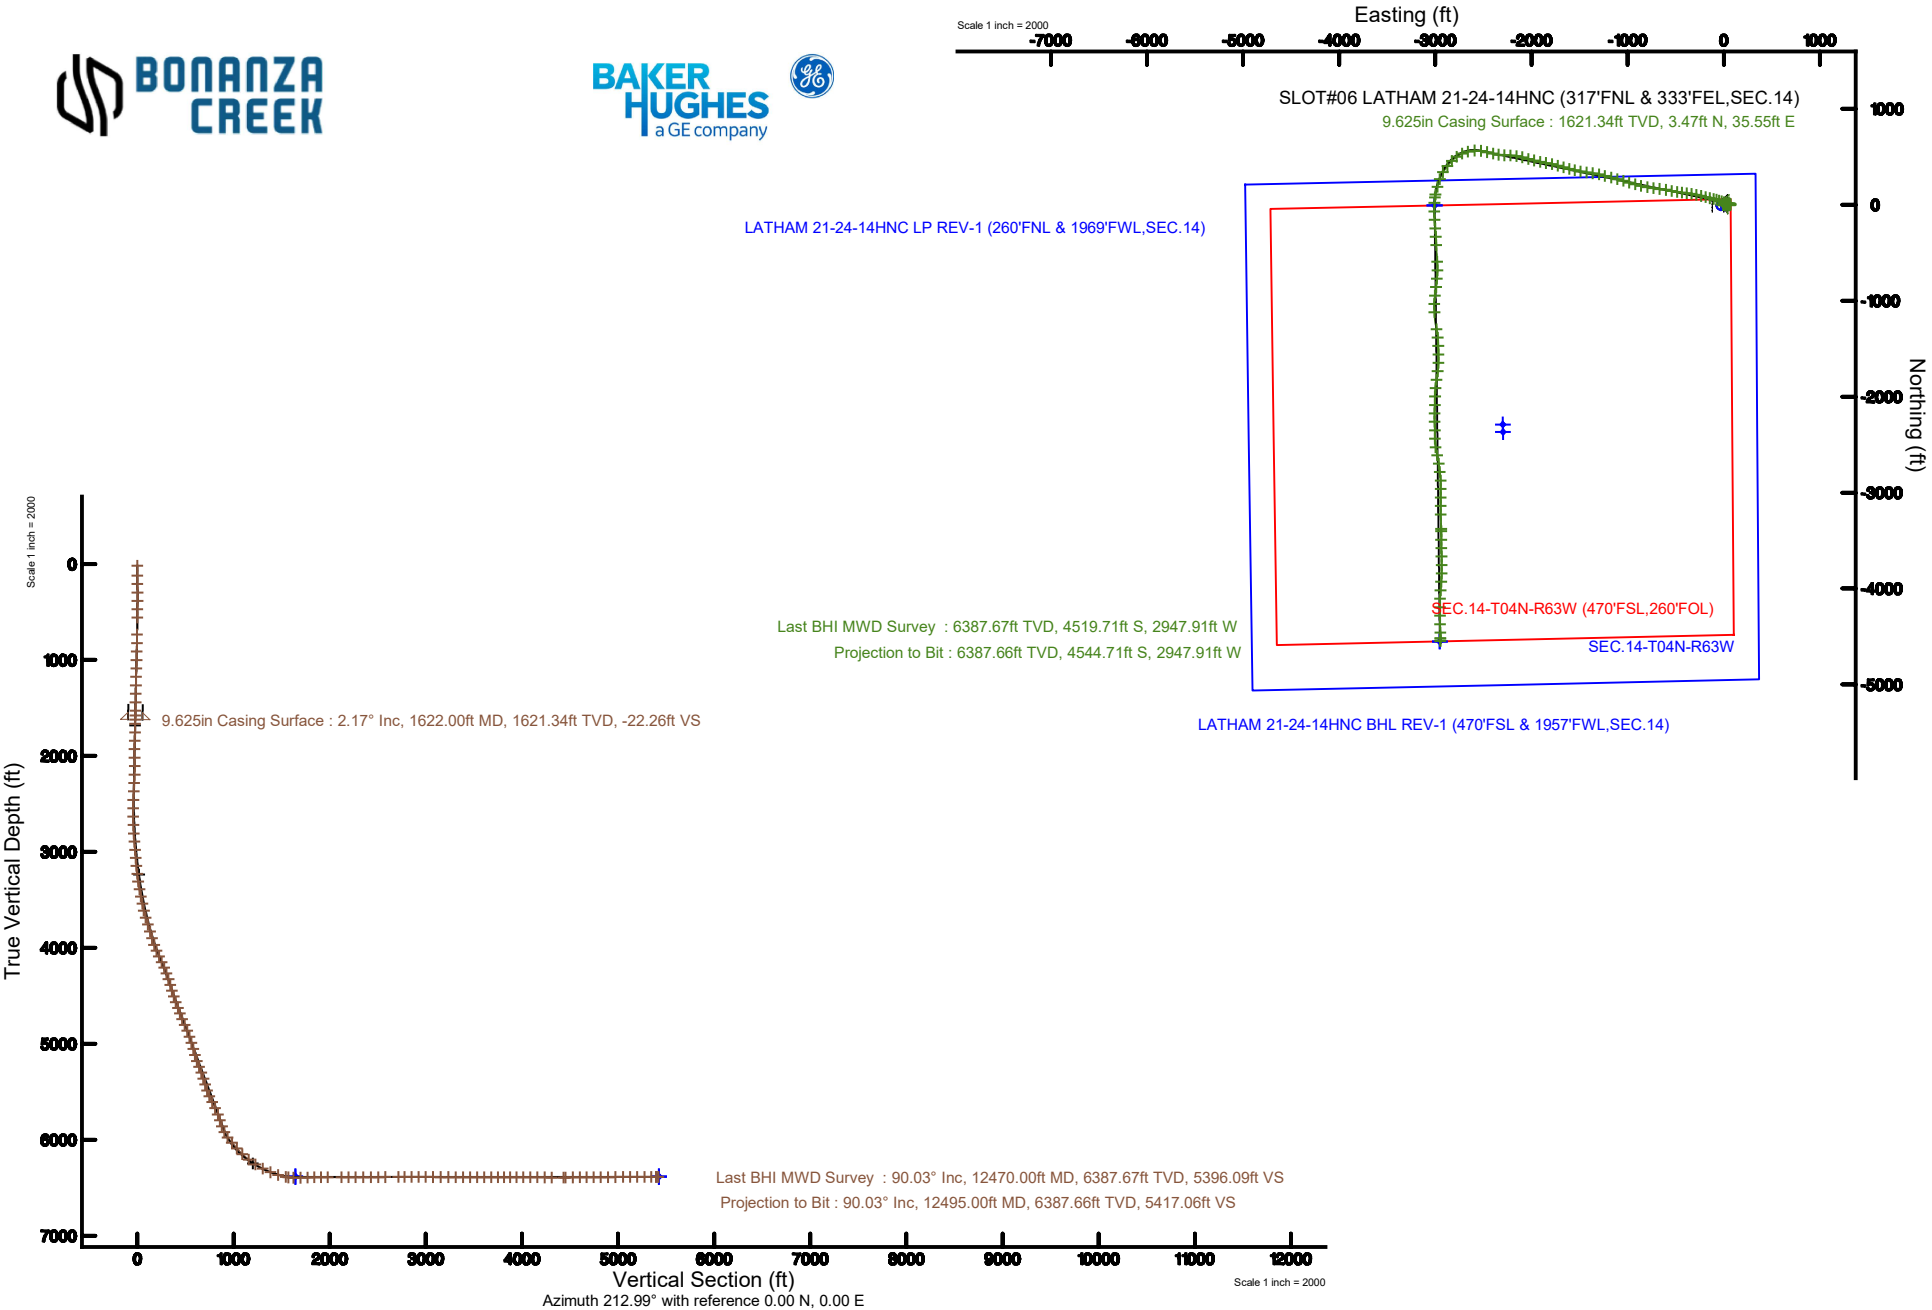 BONANZA
CREEK
BAKER
HUGHES
a GE company
GE
Scale 1 inch = 2000
Easting (ft)
-7000 -6000 -5000 -4000 -3000 -2000 -1000 0 1000
SLOT#06 LATHAM 21-24-14HNC (317'FNL & 333'FEL,SEC.14)
9.625in Casing Surface : 1621.34ft TVD, 3.47ft N, 35.55ft E
LATHAM 21-24-14HNC LP REV-1 (260'FNL & 1969'FWL,SEC.14)
1000
0
-1000
-2000
-3000
-4000
-5000
Northing (ft)
SEC.14-T04N-R63W (470'FSL,260'FOL)
SEC.14-T04N-R63W
Last BHI MWD Survey : 6387.67ft TVD, 4519.71ft S, 2947.91ft W
Projection to Bit : 6387.66ft TVD, 4544.71ft S, 2947.91ft W
LATHAM 21-24-14HNC BHL REV-1 (470'FSL & 1957'FWL,SEC.14)
Scale 1 inch = 2000
True Vertical Depth (ft)
0
1000
2000
3000
4000
5000
6000
7000
9.625in Casing Surface : 2.17° Inc, 1622.00ft MD, 1621.34ft TVD, -22.26ft VS
Last BHI MWD Survey : 90.03° Inc, 12470.00ft MD, 6387.67ft TVD, 5396.09ft VS
Projection to Bit : 90.03° Inc, 12495.00ft MD, 6387.66ft TVD, 5417.06ft VS
0 1000 2000 3000 4000 5000 6000 7000 8000 9000 10000 11000 12000
Vertical Section (ft)
Scale 1 inch = 2000
Azimuth 212.99° with reference 0.00 N, 0.00 E